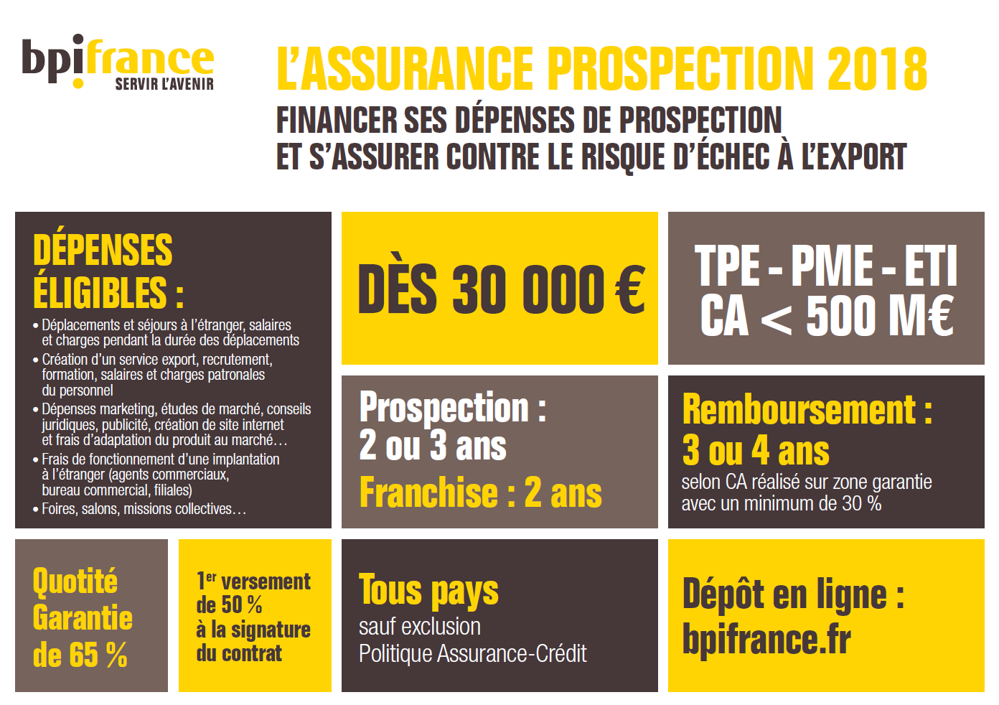 bpifrance
SERVIR L'AVENIR
L'ASSURANCE PROSPECTION 2018
FINANCER SES DÉPENSES DE PROSPECTION
ET S'ASSURER CONTRE LE RISQUE D'ÉCHEC À L'EXPORT
DÉPENSES
ÉLIGIBLES :
• Déplacements et séjours à l'étranger, salaires
et charges pendant la durée des déplacements
• Création d'un service export, recrutement,
formation, salaires et charges patronales
du personnel
• Dépenses marketing, études de marché, conseils
juridiques, publicité, création de site internet
et frais d'adaptation du produit au marché…
• Frais de fonctionnement d'une implantation
à l'étranger (agents commerciaux,
bureau commercial, filiales)
• Foires, salons, missions collectives…
DÈS 30 000 €
TPE - PME - ETI
CA < 500 M€
Prospection :
2 ou 3 ans
Franchise : 2 ans
Remboursement :
3 ou 4 ans
selon CA réalisé sur zone garantie
avec un minimum de 30 %
Quotité
Garantie
de 65 %
1er versement
de 50 %
à la signature
du contrat
Tous pays
sauf exclusion
Politique Assurance-Crédit
Dépôt en ligne :
bpifrance.fr